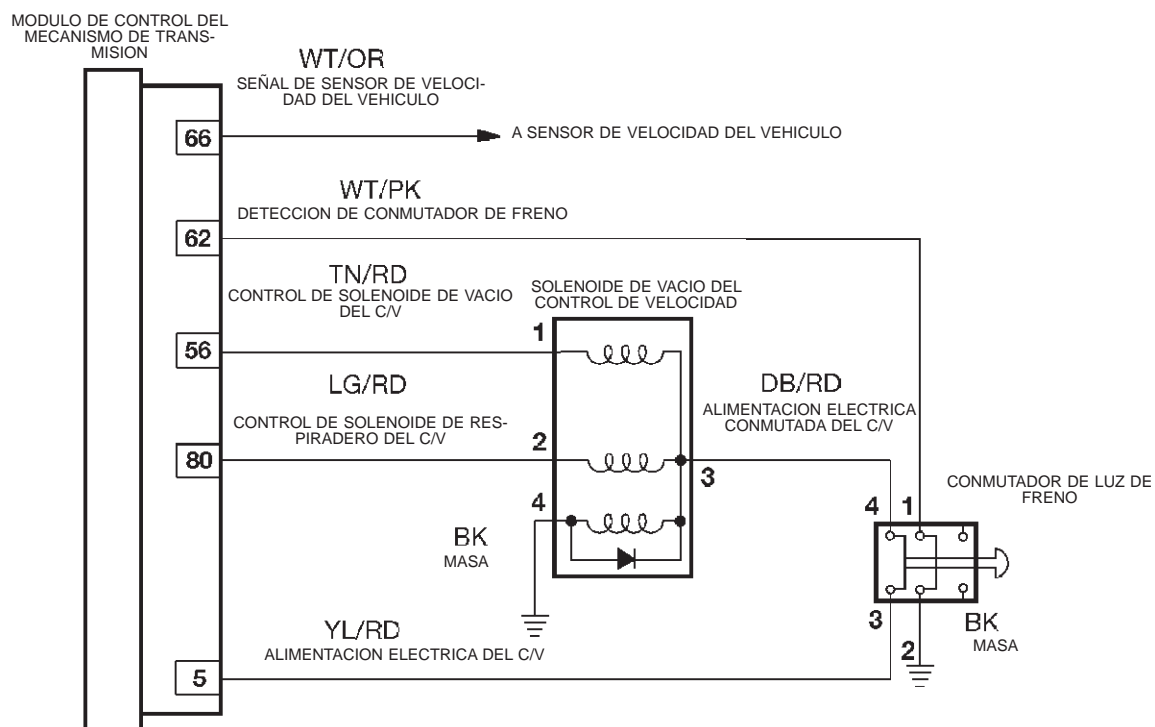 MODULO DE CONTROL DEL
MECANISMO DE TRANS-
MISION
WT/OR
SEÑAL DE SENSOR DE VELOCI-
DAD DEL VEHICULO
66
A SENSOR DE VELOCIDAD DEL VEHICULO
WT/PK
DETECCION DE CONMUTADOR DE FRENO
62
TN/RD
CONTROL DE SOLENOIDE DE VACIO
DEL C/V
SOLENOIDE DE VACIO DEL
CONTROL DE VELOCIDAD
56
1
LG/RD
CONTROL DE SOLENOIDE DE RES-
PIRADERO DEL C/V
DB/RD
ALIMENTACION ELECTRICA
CONMUTADA DEL C/V
80
2
3
4
BK
MASA
CONMUTADOR DE LUZ DE
FRENO
4
1
3
2
BK
MASA
YL/RD
ALIMENTACION ELECTRICA DEL C/V
5